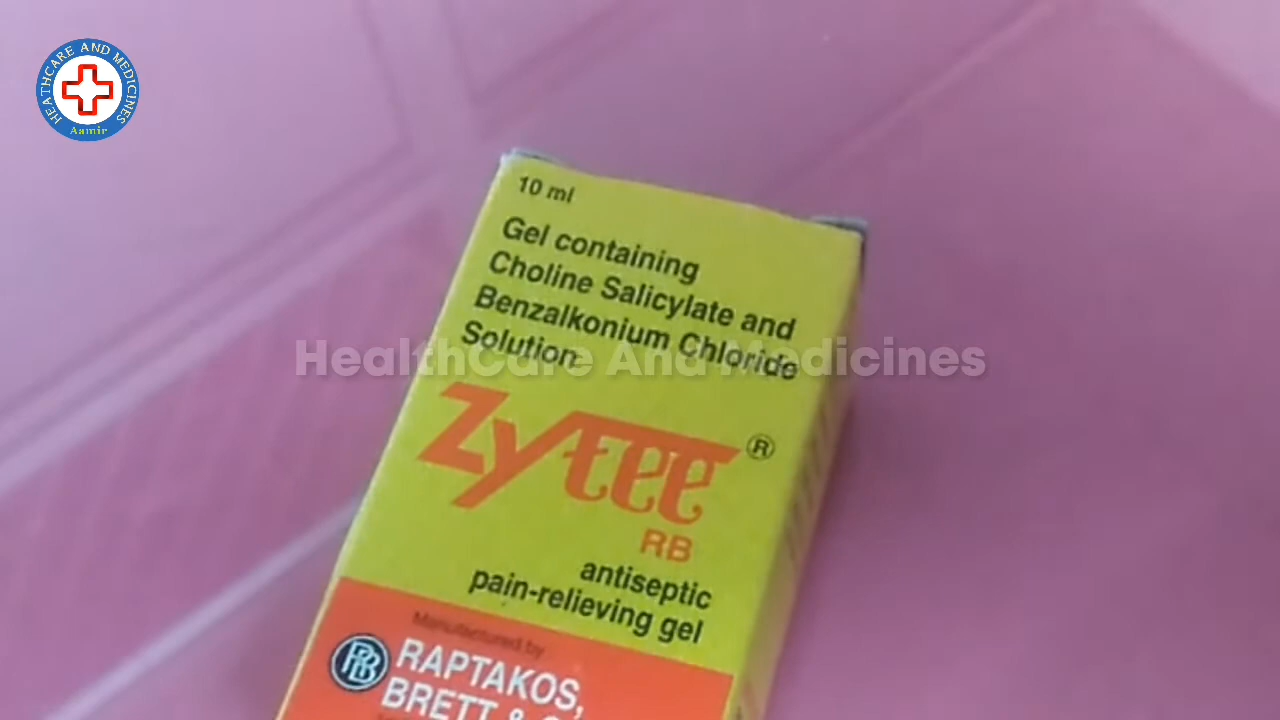 HEATHCARE AND MEDICINES
Aamir
10 ml
Gel containing
Choline Salicylate and
Benzalkonium Chloride
Solution
HealthCare And Medicines
Zytee ®
RB
antiseptic
pain-relieving gel
Manufactured by
RB
RAPTAKOS,
BRETT &